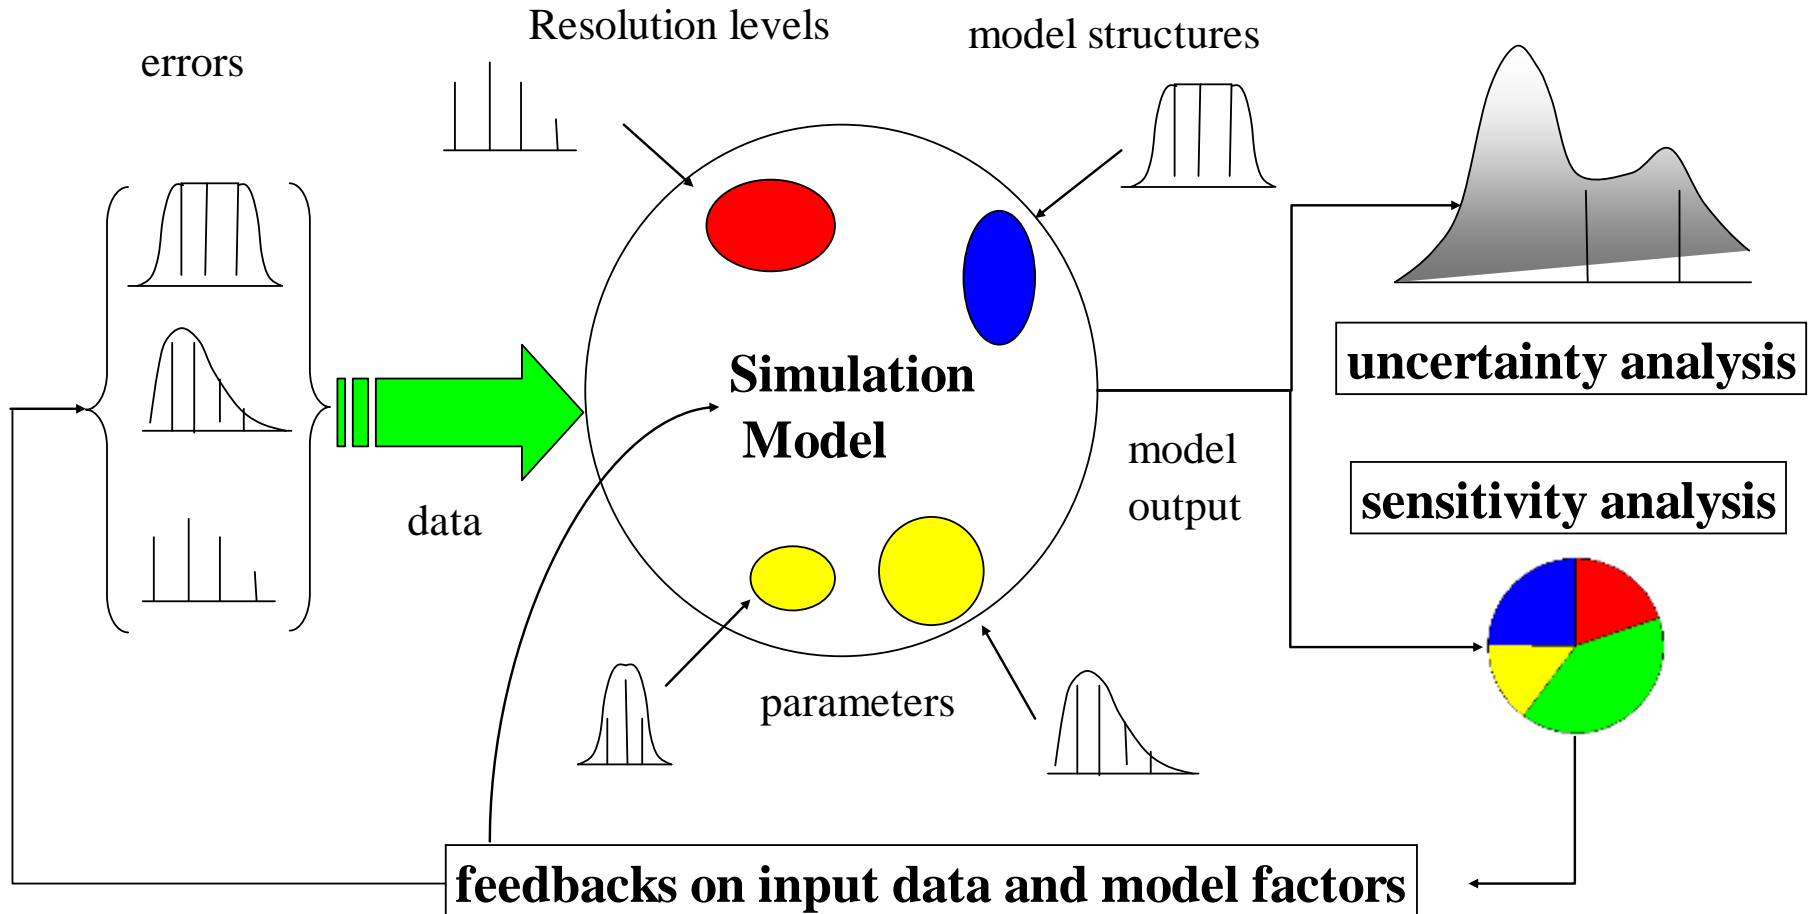 Resolution levels
model structures
errors
Simulation
Model
uncertainty analysis
model
output
sensitivity analysis
data
parameters
feedbacks on input data and model factors